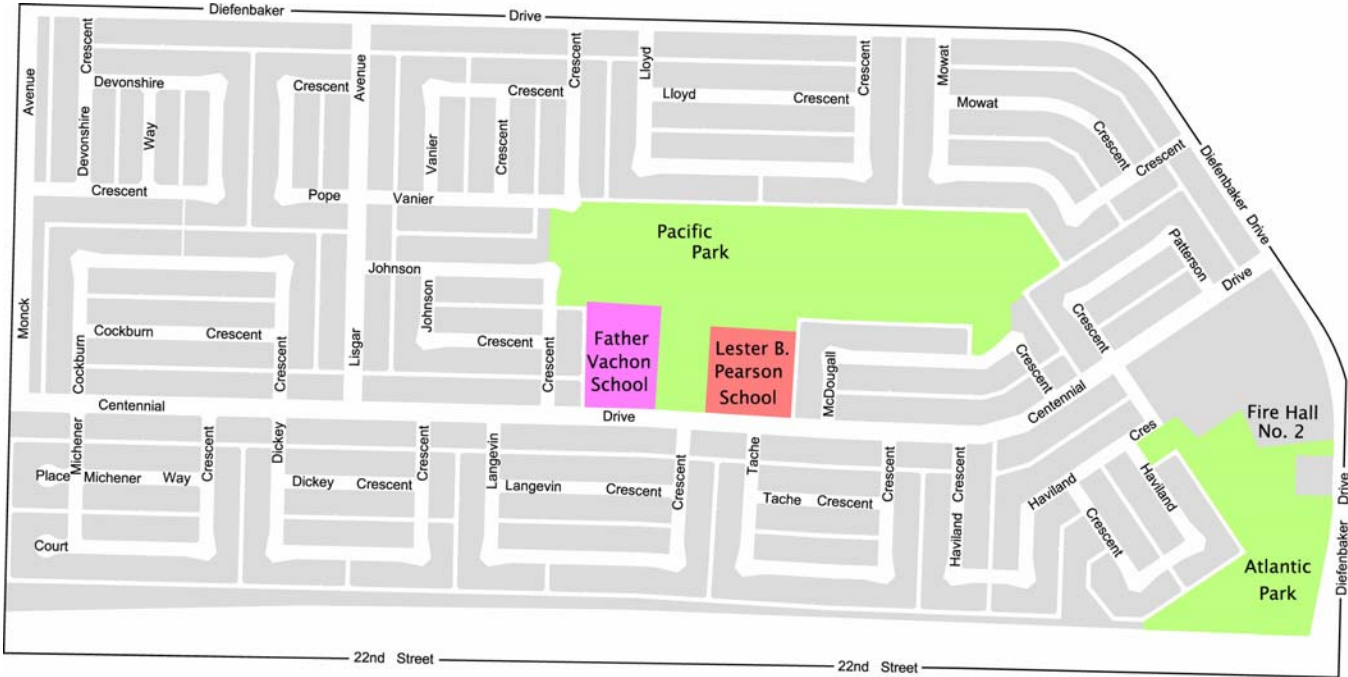 Diefenbaker Drive
Avenue
Crescent
Devonshire
Devonshire
Way
Crescent
Crescent
Avenue
Pope
Vanier
Vanier
Crescent
Crescent
Crescent
Lloyd
Lloyd Crescent
Crescent
Mowat
Mowat
Crescent
Crescent
Diefenbaker Drive
Patterson
Drive
Pacific
Park
Monck
Cockburn
Cockburn Crescent
Crescent
Lisgar
Johnson
Johnson
Crescent
Crescent
Father
Vachon
School
Lester B.
Pearson
School
McDougall
Crescent
Crescent
Centennial
Centennial
Drive
Fire Hall
No. 2
Michener
Place
Michener Way
Crescent
Court
Dickey
Dickey Crescent
Crescent
Langevin
Langevin Crescent
Crescent
Tache
Tache Crescent
Crescent
Haviland Crescent
Haviland
Cres
Haviland
Crescent
Atlantic
Park
Diefenbaker Drive
22nd Street
22nd Street